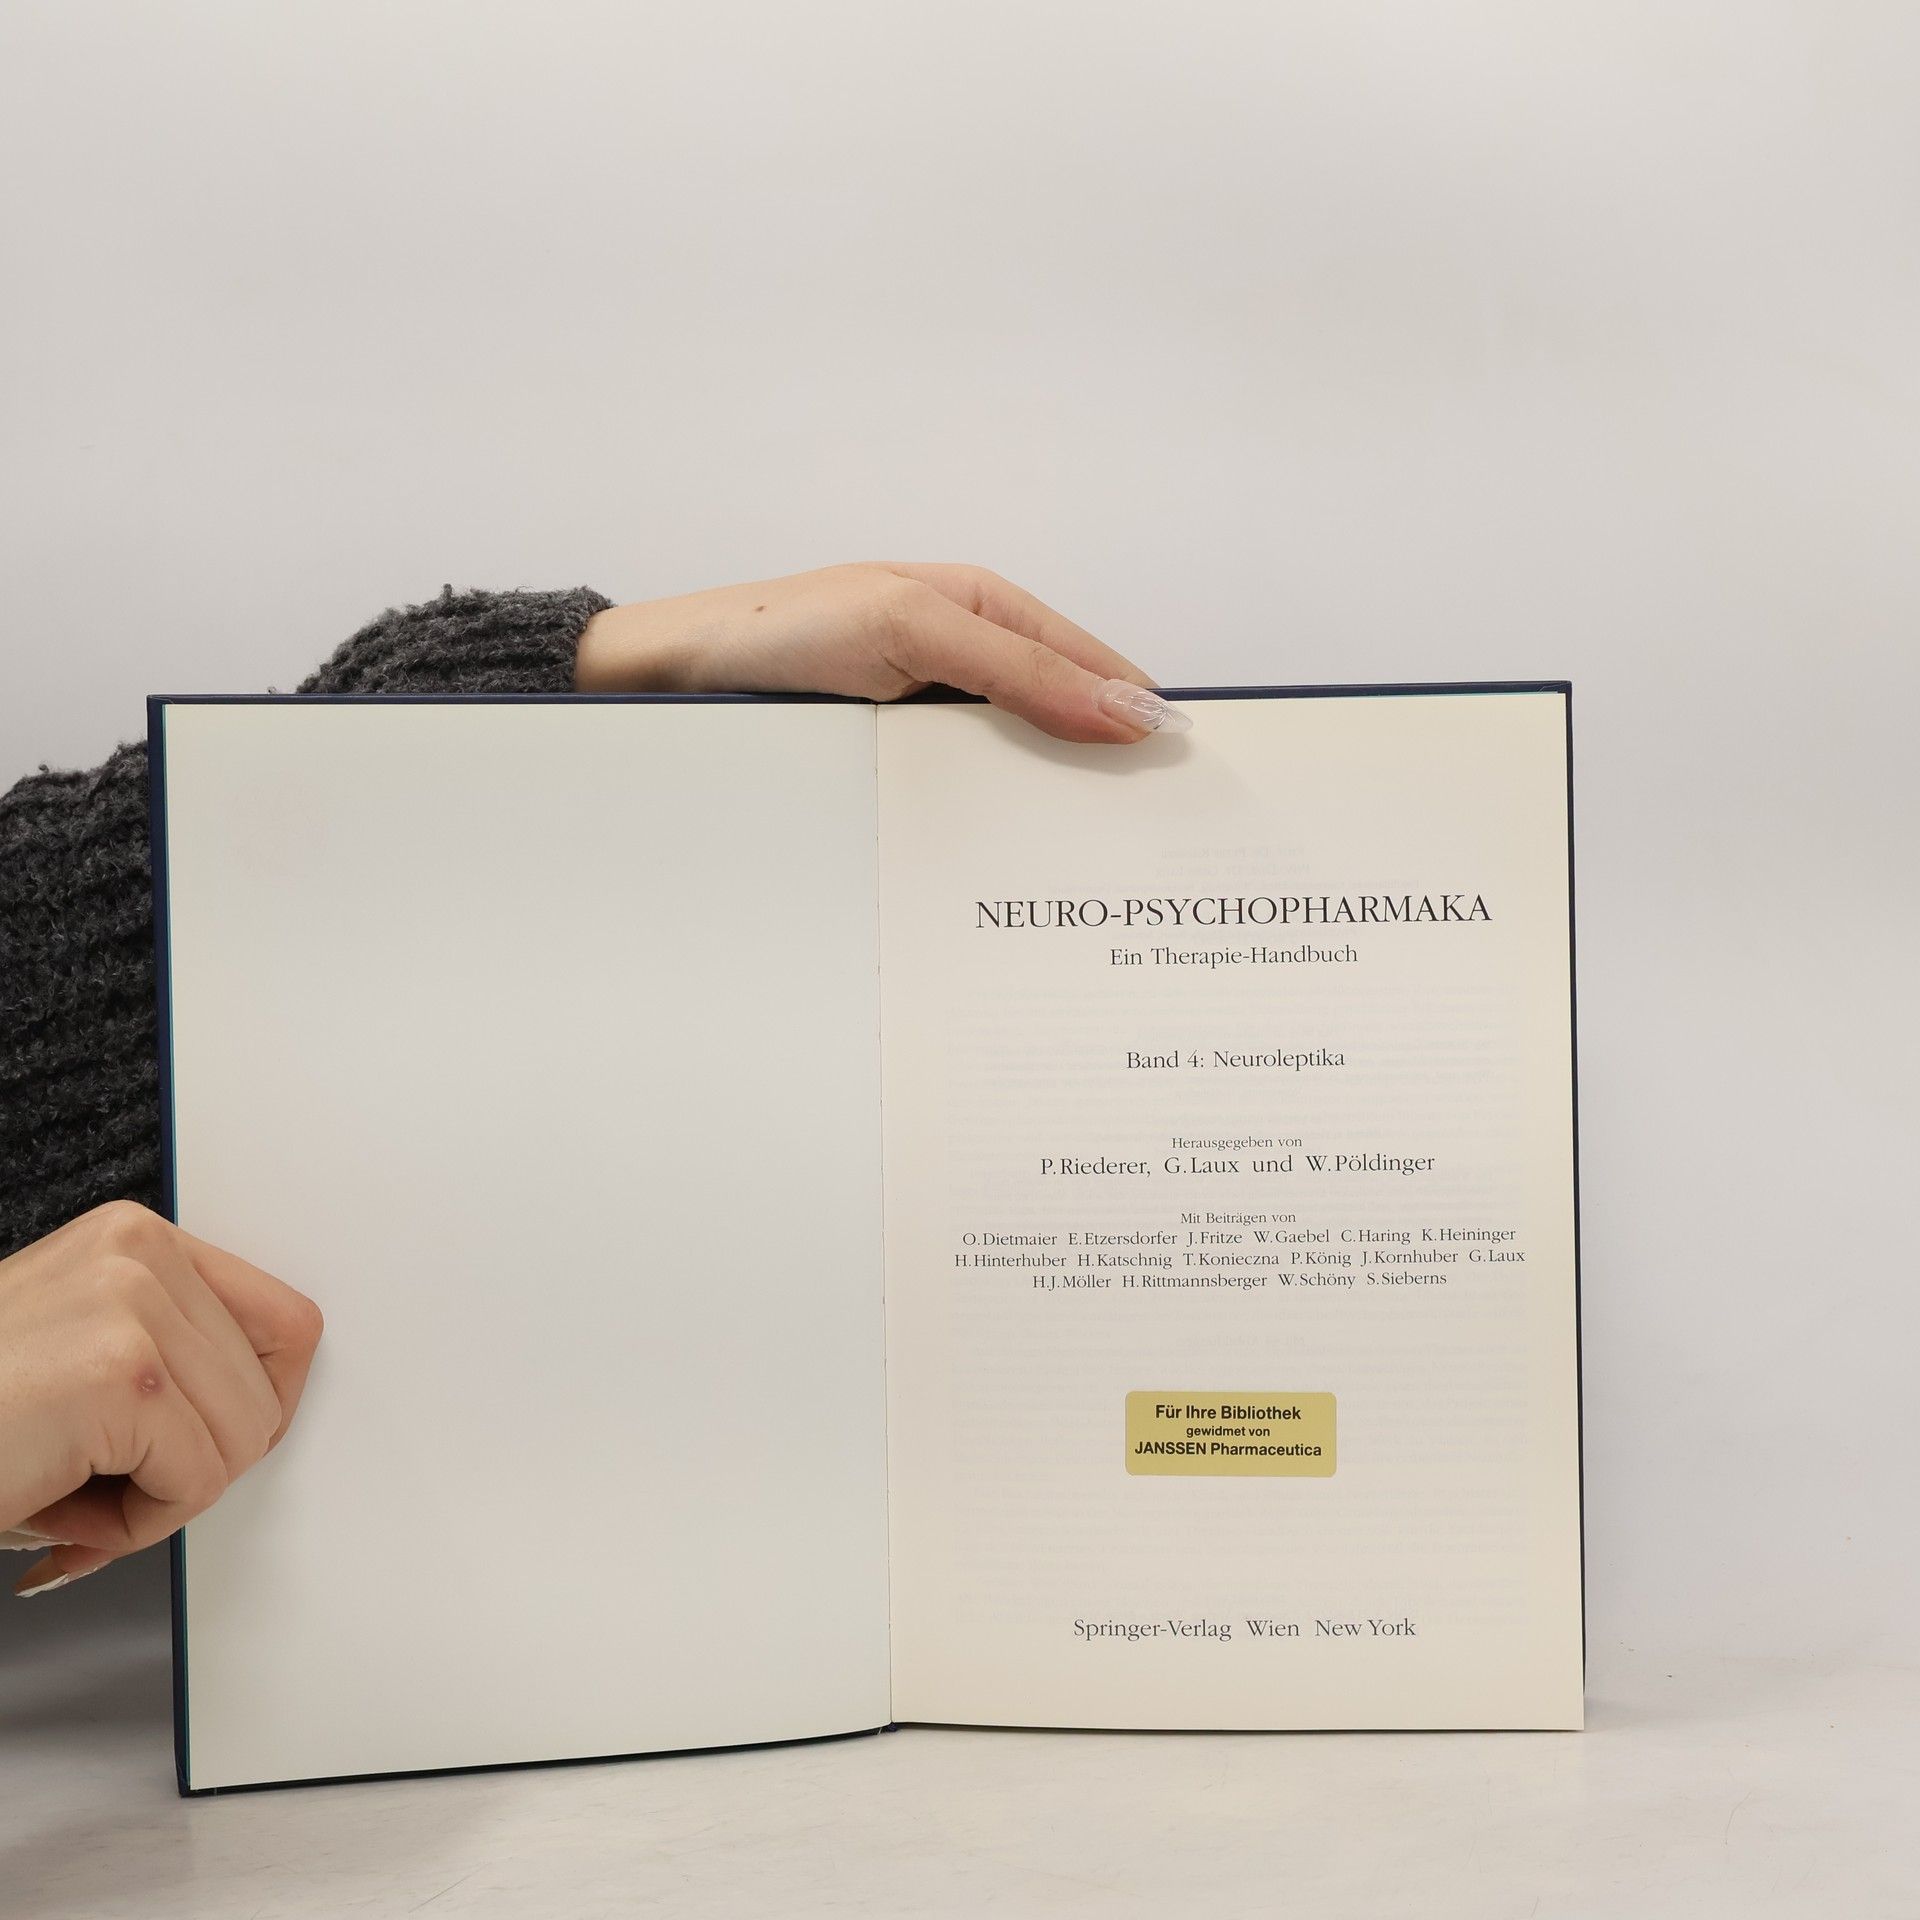 NEURO-PSYCHOPHARMAKA
Ein Therapie-Handbuch
Band 4: Neuroleptika
Herausgegeben von
P. Riederer, G. Laux und W. Pöldinger
Mit Beiträgen von
O. Dietmaier E. Etzersdorfer J. Fritze W. Gaebel C. Haring K. Heininger
H. Hinterhuber H. Katschnig T. Konieczna P. König J. Kornhuber G. Laux
H.J. Möller H. Rittmannsberger W. Schöny S. Sieberns
Für Ihre Bibliothek
gewidmet von
JANSSEN Pharmaceutica
Springer-Verlag Wien New York